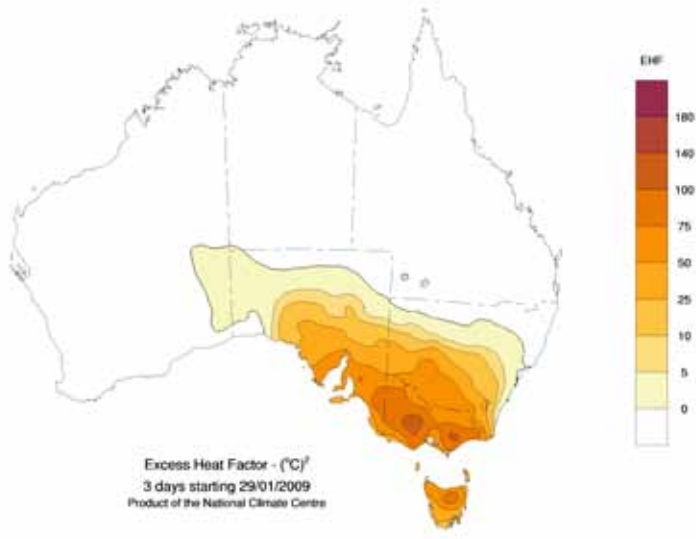 EHF
180
140
100
75
50
25
10
5
0
Excess Heat Factor - (°C)²
3 days starting 29/01/2009
Product of the National Climate Centre